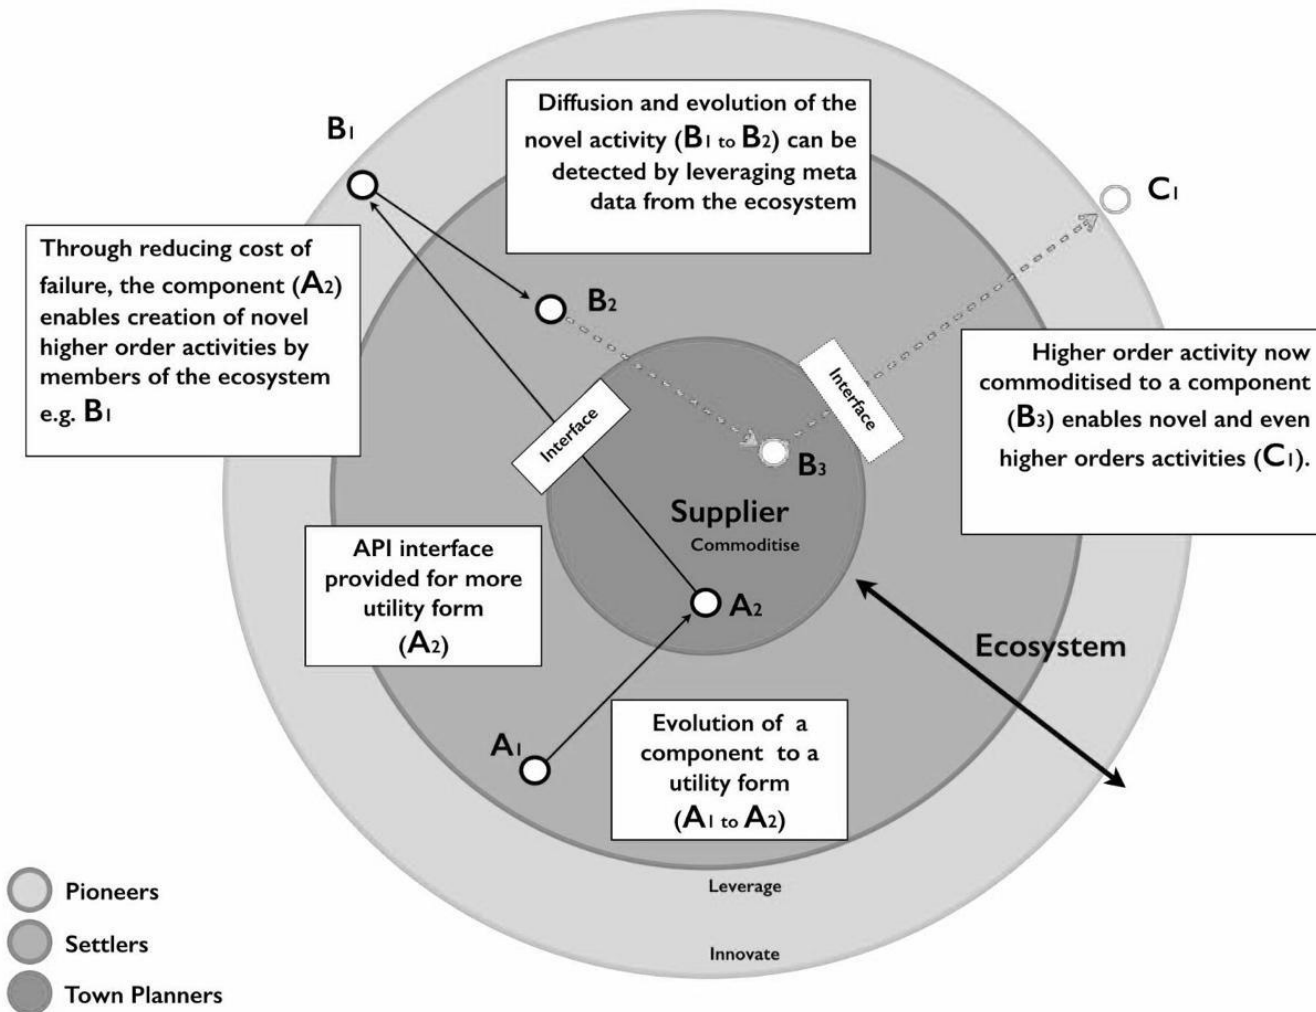 B1
Diffusion and evolution of the
novel activity (B1 to B2) can be
detected by leveraging meta
data from the ecosystem
C1
Through reducing cost of
failure, the component (A2)
enables creation of novel
higher order activities by
members of the ecosystem
e.g. B1
B2
Interface
Interface
Higher order activity now
commoditised to a component
(B3) enables novel and even
higher orders activities (C1).
B3
Supplier
Commoditise
API interface
provided for more
utility form
(A2)
A2
Ecosystem
A1
Evolution of a
component to a
utility form
(A1 to A2)
Leverage
Innovate
Pioneers
Settlers
Town Planners